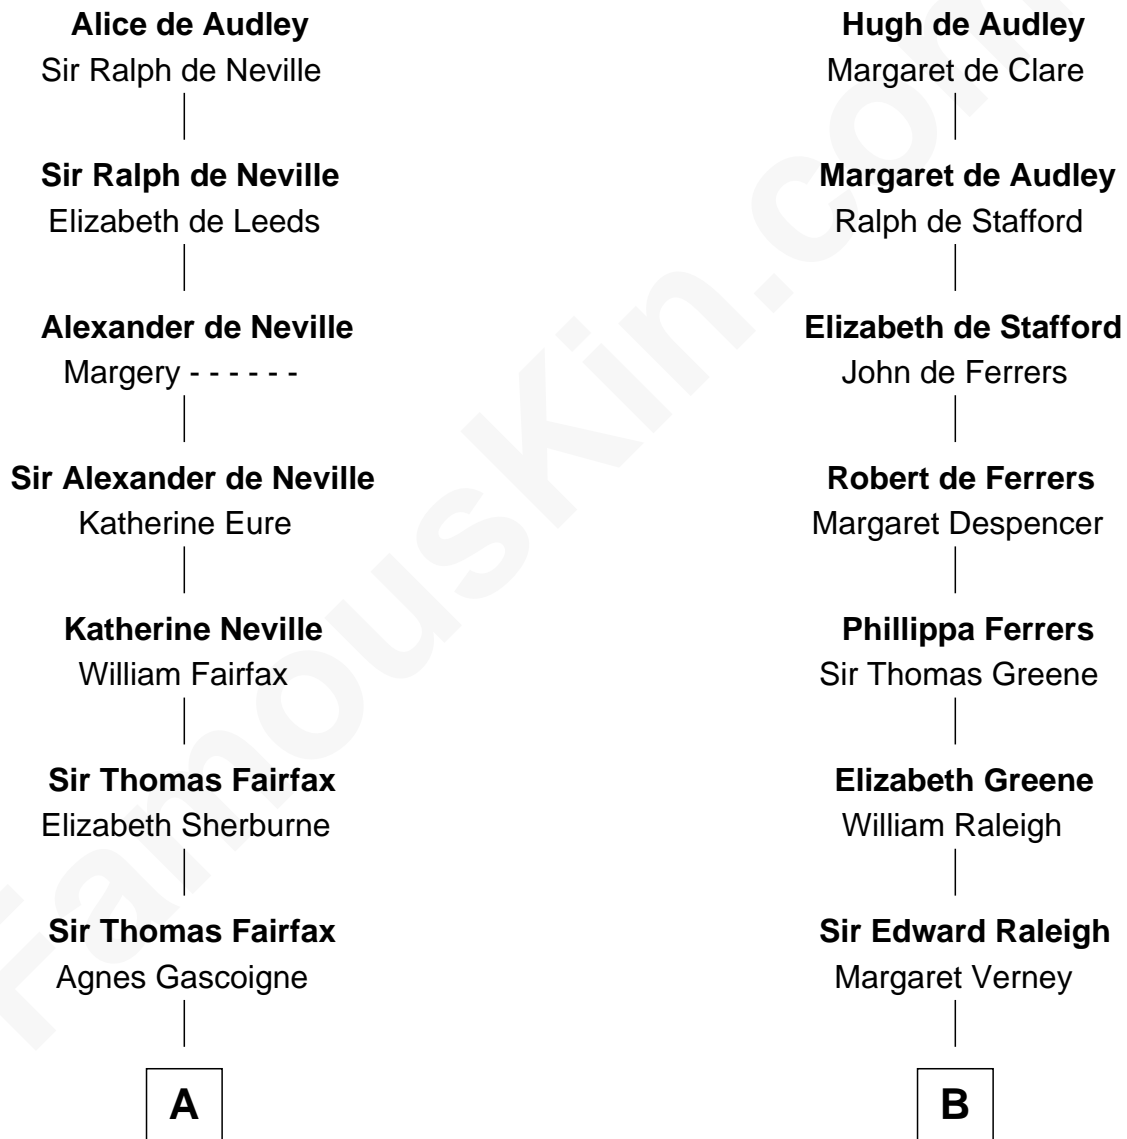 Alice de Audley
Sir Ralph de Neville
Sir Ralph de Neville
Elizabeth de Leeds
Alexander de Neville
Margery - - - - - -
Sir Alexander de Neville
Katherine Eure
Katherine Neville
William Fairfax
Sir Thomas Fairfax
Elizabeth Sherburne
Sir Thomas Fairfax
Agnes Gascoigne
A
Hugh de Audley
Margaret de Clare
Margaret de Audley
Ralph de Stafford
Elizabeth de Stafford
John de Ferrers
Robert de Ferrers
Margaret Despencer
Phillippa Ferrers
Sir Thomas Greene
Elizabeth Greene
William Raleigh
Sir Edward Raleigh
Margaret Verney
B
FamousKin.com